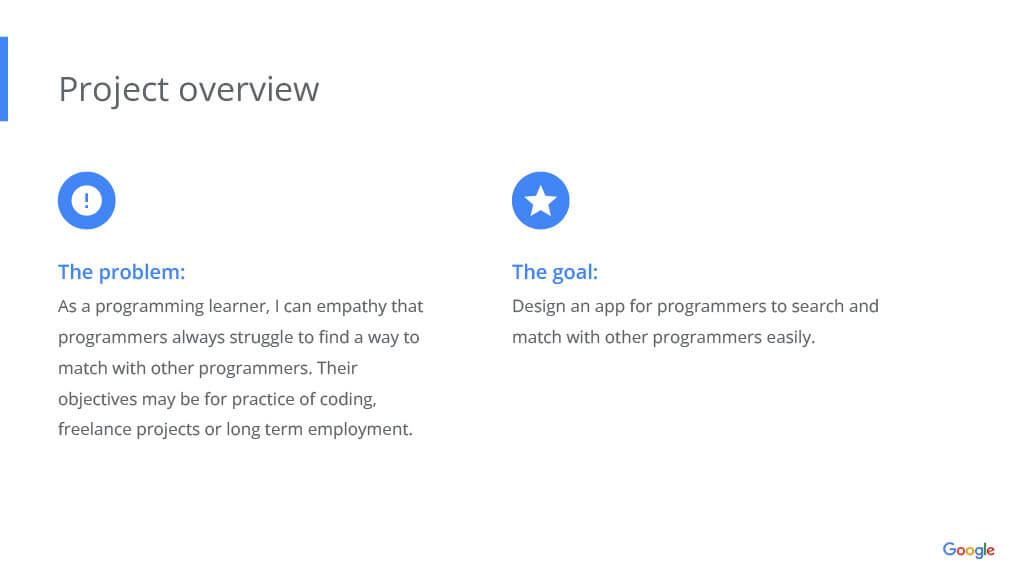 Project overview
The problem:
As a programming learner, I can empathy that
programmers always struggle to find a way to
match with other programmers. Their
objectives may be for practice of coding,
freelance projects or long term employment.
The goal:
Design an app for programmers to search and
match with other programmers easily.
Google